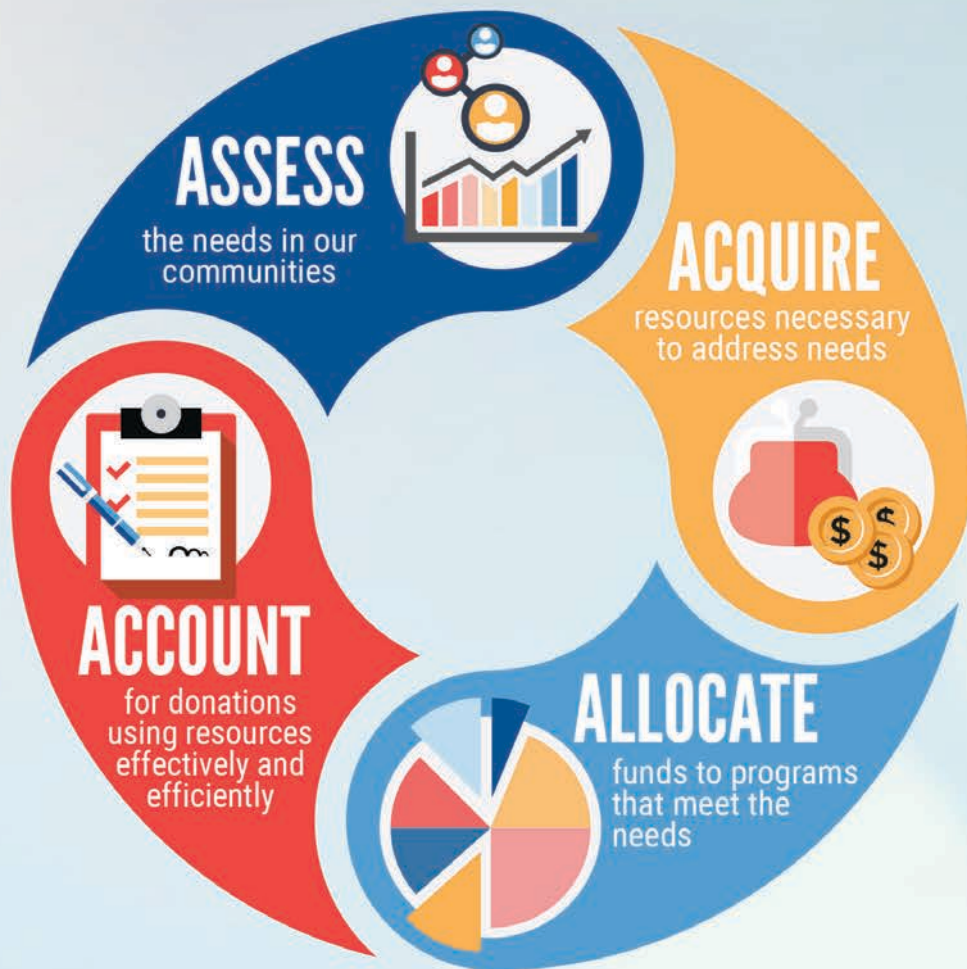 ASSESS
the needs in our
communities
ACQUIRE
resources necessary
to address needs
$
$
ALLOCATE
funds to programs
that meet the
needs
ACCOUNT
for donations
using resources
effectively and
efficiently